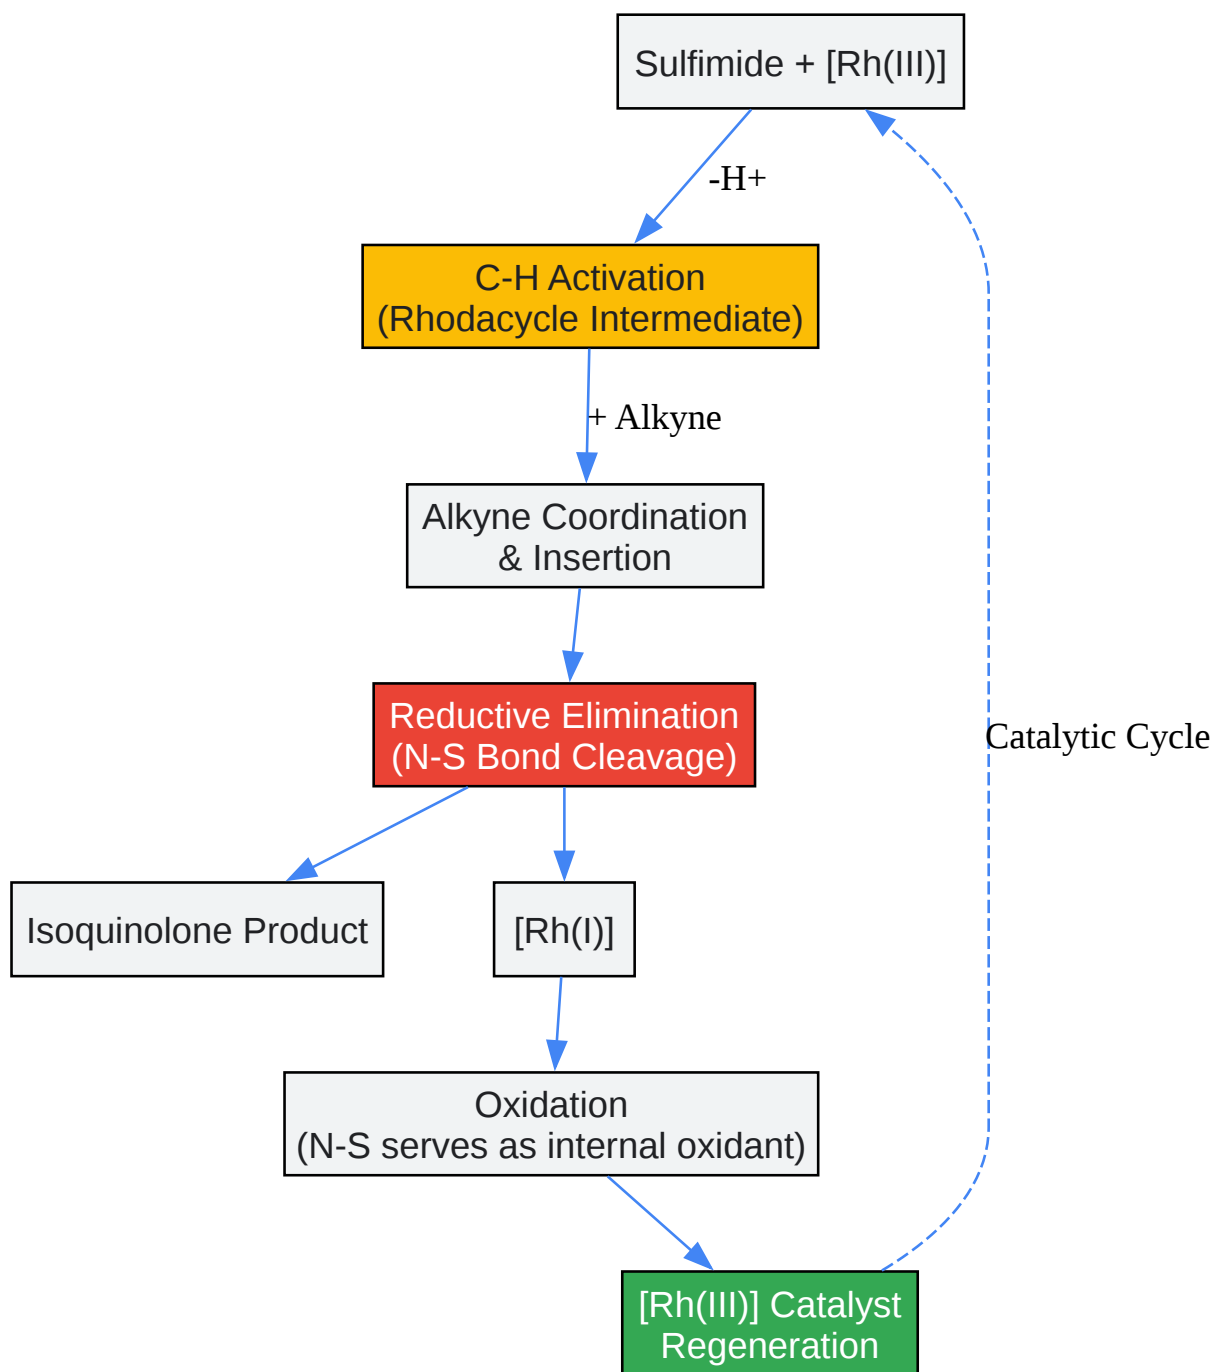 Sulfimide + [Rh(III)]
-H+
C-H Activation
(Rhodacycle Intermediate)
+ Alkyne
Alkyne Coordination
& Insertion
Reductive Elimination
(N-S Bond Cleavage)
Catalytic Cycle
Isoquinolone Product
[Rh(I)]
Oxidation
(N-S serves as internal oxidant)
[Rh(III)] Catalyst
Regeneration